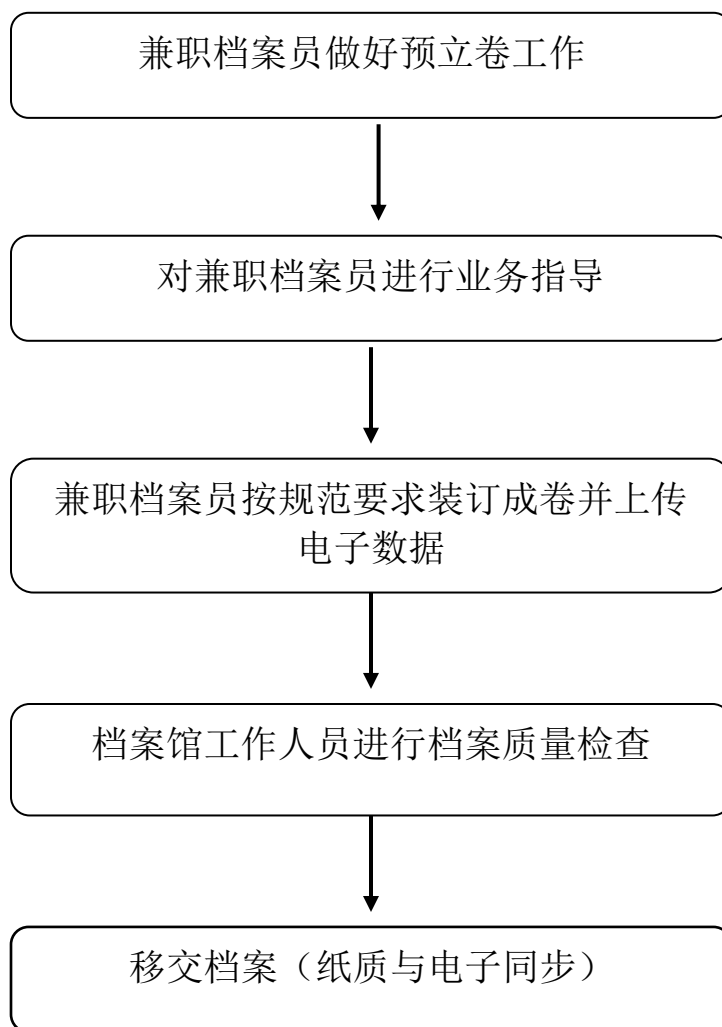 兼职档案员做好预立卷工作
对兼职档案员进行业务指导
兼职档案员按规范要求装订成卷并上传
电子数据
档案馆工作人员进行档案质量检查
移交档案（纸质与电子同步）